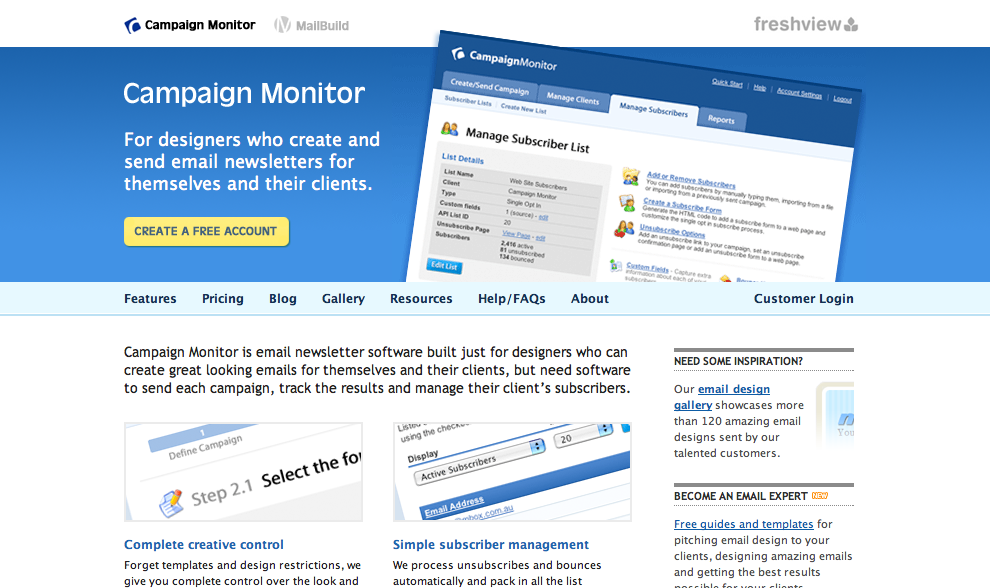 Campaign Monitor
MailBuild
freshview
Campaign Monitor
For designers who create and
send email newsletters for
themselves and their clients.
CREATE A FREE ACCOUNT
CampaignMonitor
Quick Start | Help | Account Settings | Logout
Create/Send Campaign
Manage Clients
Manage Subscribers
Reports
Subscriber Lists
Create New List
Manage Subscriber List
List Details
List Name Web Site Subscribers
Client Campaign Monitor
Type Single Opt In
Custom fields 1 (source) - edit
API List ID 20
Unsubscribe Page View Page - edit
Subscribers 2,416 active
81 unsubscribed
134 bounced
Edit List
Add or Remove Subscribers
You can add subscribers by manually typing them, importing from a file
or importing from a previously sent campaign.
Create a Subscribe Form
Generate the HTML code to add a subscribe form to a web page and
customize the single opt in subscribe process.
Unsubscribe Options
Add an unsubscribe link to your campaign, set an unsubscribe
confirmation page or add an unsubscribe form to a web page.
Custom Fields - Capture extra
information about each of your
Features
Pricing
Blog
Gallery
Resources
Help/FAQs
About
Customer Login
Campaign Monitor is email newsletter software built just for designers who can
create great looking emails for themselves and their clients, but need software
to send each campaign, track the results and manage their client's subscribers.
1
Define Campaign
Step 2.1 Select the for
using the checkbo
Display
Active Subscribers
20
Email Address
mbox.com.au
Complete creative control
Forget templates and design restrictions, we
give you complete control over the look and
Simple subscriber management
We process unsubscribes and bounces
automatically and pack in all the list
NEED SOME INSPIRATION?
Our email design
gallery showcases more
than 120 amazing email
designs sent by our
talented customers.
You
BECOME AN EMAIL EXPERT NEW
Free guides and templates for
pitching email design to your
clients, designing amazing emails
and getting the best results
possible for your clients.